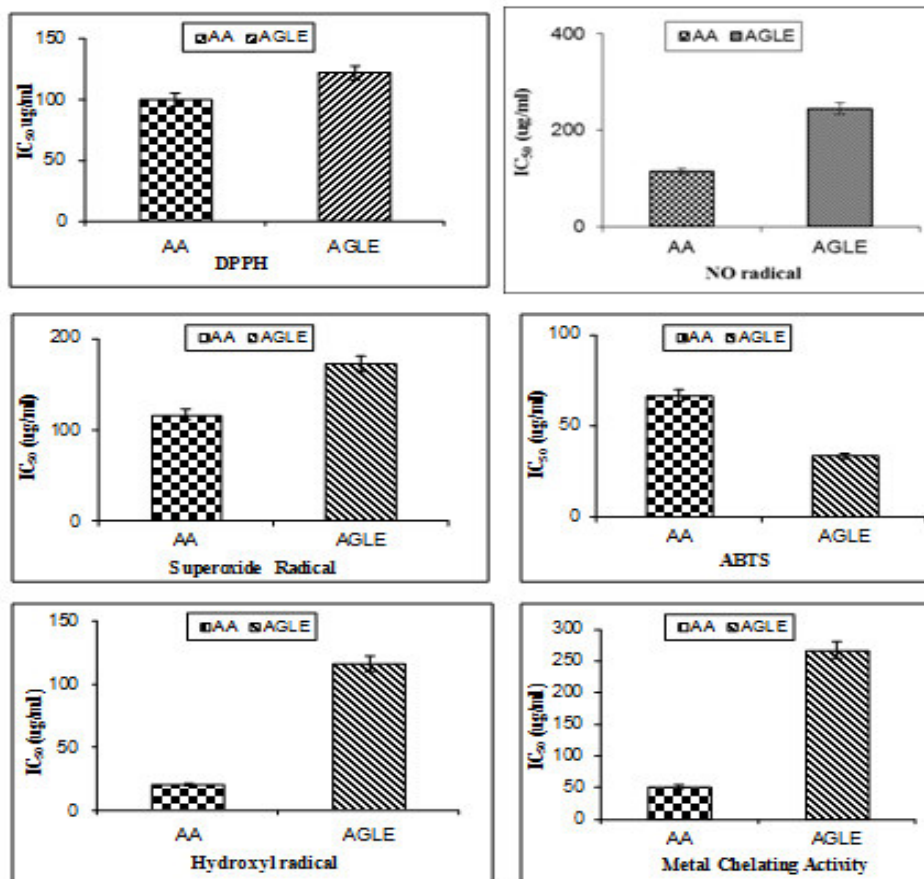 AA AGLE
IC₅₀ ug/ml
150
100
50
0
AA AGLE
DPPH
AA AGLE
IC₅₀ (ug/ml)
400
200
0
AA AGLE
NO radical
AA AGLE
IC₅₀ (ug/ml)
200
100
0
AA AGLE
Superoxide Radical
AA AGLE
IC₅₀ (ug/ml)
100
50
0
AA AGLE
ABTS
AA AGLE
IC₅₀ (ug/ml)
150
100
50
0
AA AGLE
Hydroxyl radical
AA AGLE
IC₅₀ (ug/ml)
300
250
200
150
100
50
0
AA AGLE
Metal Chelating Activity